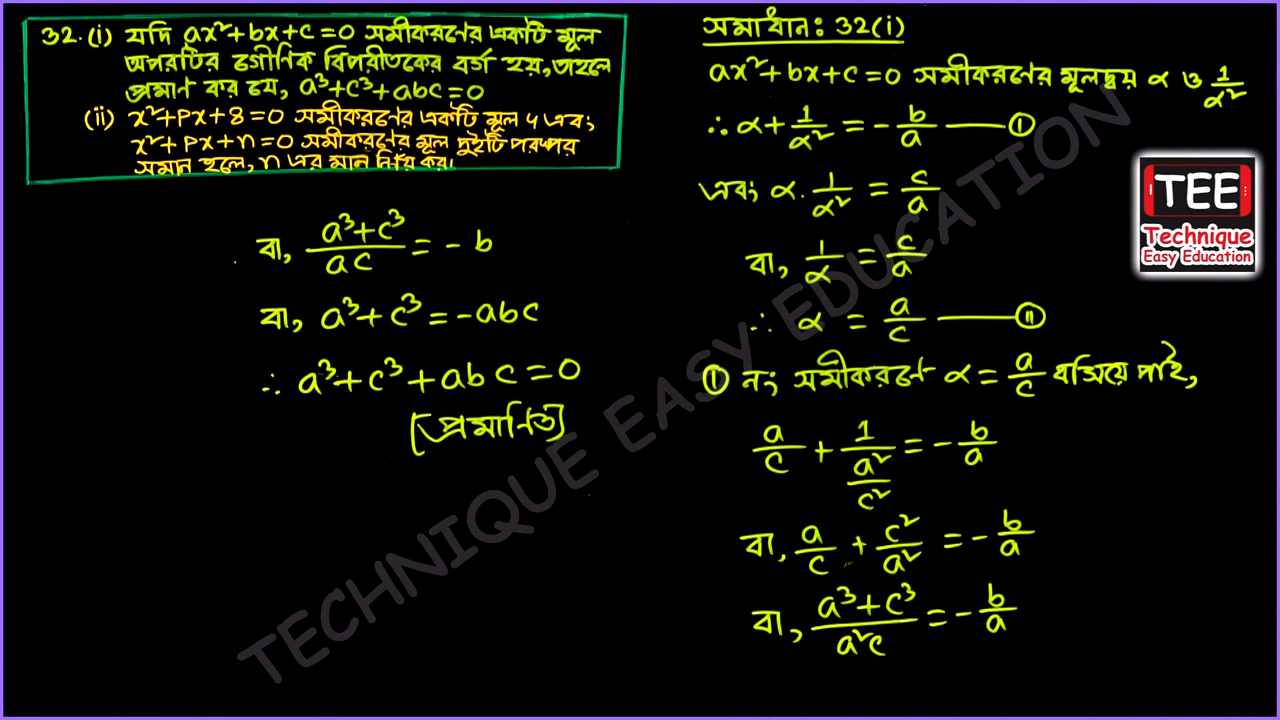 32. (i) যদি ax²+bx+c=0 সমীকরণের একটি মূল
অপরটির গৌণিক বিপরীতকের বর্গ হয়, তাহলে
প্রমাণ কর যে, a³+c³+abc=0
(ii) x²+px+8=0 সমীকরণের একটি মূল 4 এবং
x²+px+n=0 সমীকরণের মূল দুইটি পরস্পর
সমান হলে, n এর মান নির্ণয় কর।
বা, (a³+c³)/(ac) = -b
বা, a³+c³ = -abc
∴ a³+c³+abc=0
[প্রমাণিত]
সমাধান: 32(i)
ax²+bx+c=0 সমীকরণের মূলদ্বয় α ও 1/α²
∴ α + 1/α² = - b/a —— (i)
এবং α. 1/α² = c/a
বা, 1/α = c/a
∴ α = a/c —— (ii)
(i) নং সমীকরণে α = a/c বসিয়ে পাই,
a/c + 1/(a²/c²) = - b/a
বা, a/c + c²/a² = - b/a
বা, (a³+c³)/(a²c) = - b/a
TEE
Technique
Easy Education
TECHNIQUE EASY EDUCATION